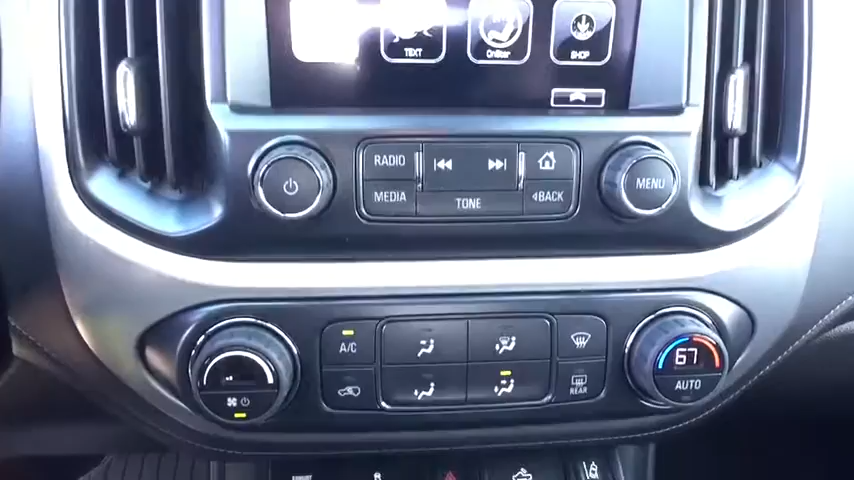 TEXT OnStar SHOP
RADIO
MEDIA TONE BACK
MENU
A/C
REAR
67
AUTO